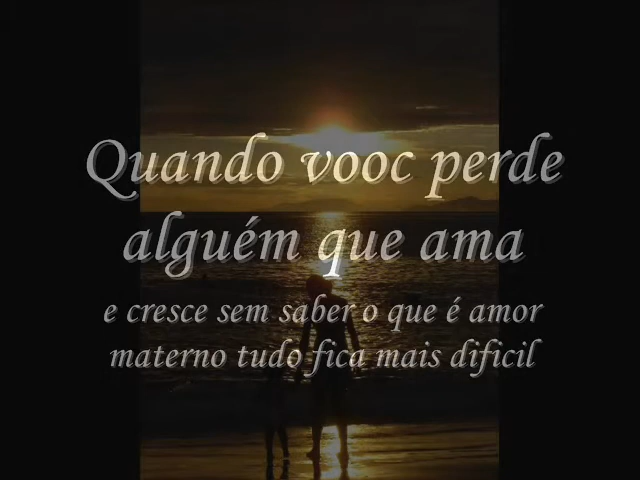 Quando vooc perde
alguém que ama
e cresce sem saber o que é amor
materno tudo fica mais dificil